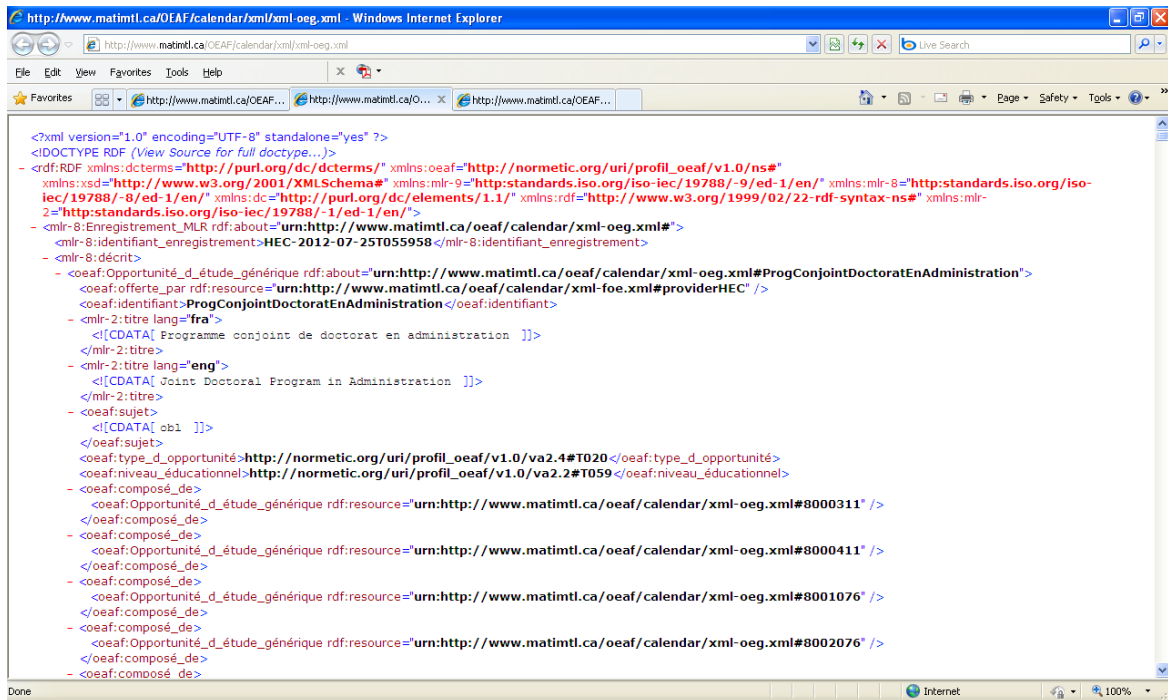 http://www.matimtl.ca/OEAF/calendar/xml/xml-oeg.xml - Windows Internet Explorer
http://www.matimtl.ca/OEAF/calendar/xml/xml-oeg.xml Live Search
File Edit View Favorites Tools Help
Favorites http://www.matimtl.ca/OEAF... http://www.matimtl.ca/O... http://www.matimtl.ca/OEAF... Page Safety Tools
<?xml version="1.0" encoding="UTF-8" standalone="yes" ?>
<!DOCTYPE RDF (View Source for full doctype...)>
- <rdf:RDF xmlns:dcterms="http://purl.org/dc/dcterms/" xmlns:oeaf="http://normetic.org/uri/profil_oeaf/v1.0/ns#"
xmlns:xsd="http://www.w3.org/2001/XMLSchema#" xmlns:mlr-9="http:standards.iso.org/iso-iec/19788/-9/ed-1/en/" xmlns:mlr-8="http:standards.iso.org/iso-
iec/19788/-8/ed-1/en/" xmlns:dc="http://purl.org/dc/elements/1.1/" xmlns:rdf="http://www.w3.org/1999/02/22-rdf-syntax-ns#" xmlns:mlr-
2="http:standards.iso.org/iso-iec/19788/-1/ed-1/en/">
- <mlr-8:Enregistrement_MLR rdf:about="urn:http://www.matimtl.ca/oeaf/calendar/xml-oeg.xml#">
<mlr-8:identifiant_enregistrement>HEC-2012-07-25T055958</mlr-8:identifiant_enregistrement>
- <mlr-8:décrit>
- <oeaf:Opportunité_d_étude_générique rdf:about="urn:http://www.matimtl.ca/oeaf/calendar/xml-oeg.xml#ProgConjointDoctoratEnAdministration">
<oeaf:offerte_par rdf:resource="urn:http://www.matimtl.ca/oeaf/calendar/xml-foe.xml#providerHEC" />
<oeaf:identifiant>ProgConjointDoctoratEnAdministration</oeaf:identifiant>
- <mlr-2:titre lang="fra">
<![CDATA[ Programme conjoint de doctorat en administration ]]>
</mlr-2:titre>
- <mlr-2:titre lang="eng">
<![CDATA[ Joint Doctoral Program in Administration ]]>
</mlr-2:titre>
- <oeaf:sujet>
<![CDATA[ obl ]]>
</oeaf:sujet>
<oeaf:type_d_opportunité>http://normetic.org/uri/profil_oeaf/v1.0/va2.4#T020</oeaf:type_d_opportunité>
<oeaf:niveau_éducationnel>http://normetic.org/uri/profil_oeaf/v1.0/va2.2#T059</oeaf:niveau_éducationnel>
- <oeaf:composé_de>
<oeaf:Opportunité_d_étude_générique rdf:resource="urn:http://www.matimtl.ca/oeaf/calendar/xml-oeg.xml#8000311" />
</oeaf:composé_de>
- <oeaf:composé_de>
<oeaf:Opportunité_d_étude_générique rdf:resource="urn:http://www.matimtl.ca/oeaf/calendar/xml-oeg.xml#8000411" />
</oeaf:composé_de>
- <oeaf:composé_de>
<oeaf:Opportunité_d_étude_générique rdf:resource="urn:http://www.matimtl.ca/oeaf/calendar/xml-oeg.xml#8001076" />
</oeaf:composé_de>
- <oeaf:composé_de>
<oeaf:Opportunité_d_étude_générique rdf:resource="urn:http://www.matimtl.ca/oeaf/calendar/xml-oeg.xml#8002076" />
</oeaf:composé_de>
- <oeaf:composé_de>
Done Internet 100%